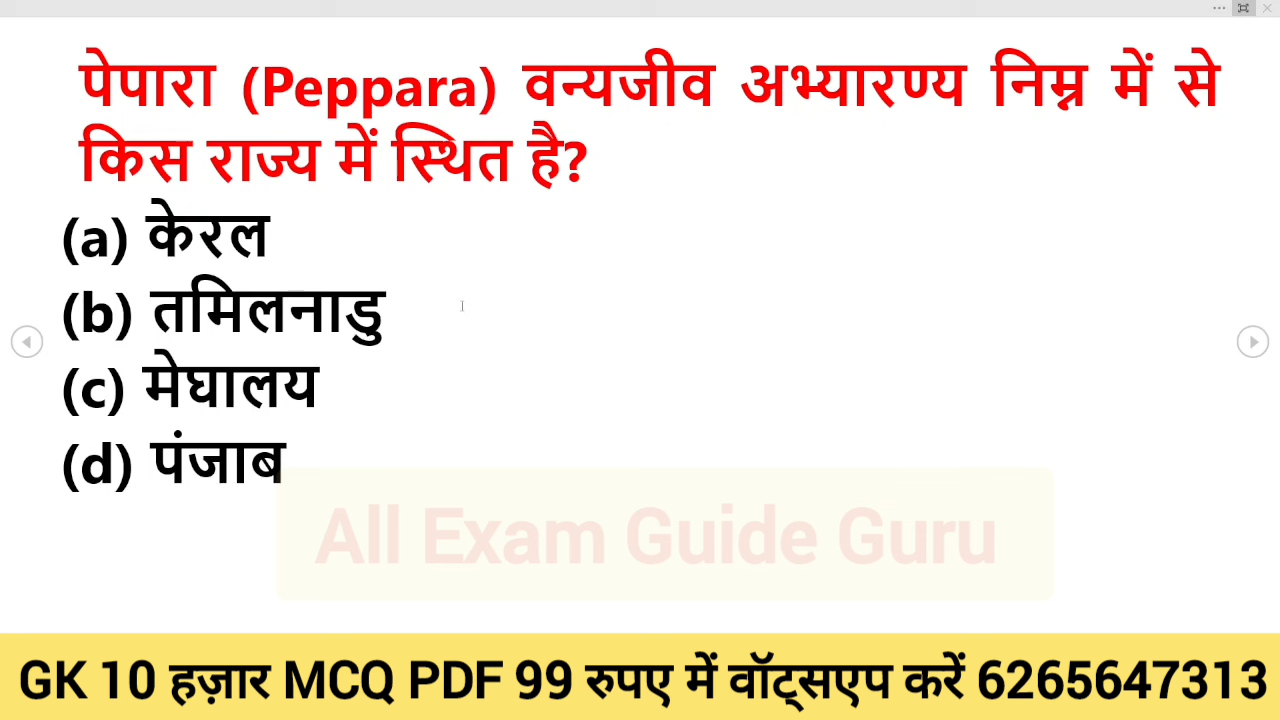 पेपारा (Peppara) वन्यजीव अभ्यारण्य निम्न में से
किस राज्य में स्थित है?
(a) केरल
(b) तमिलनाडु
(c) मेघालय
(d) पंजाब
All Exam Guide Guru
GK 10 हज़ार MCQ PDF 99 रुपए में वॉट्सएप करें 6265647313